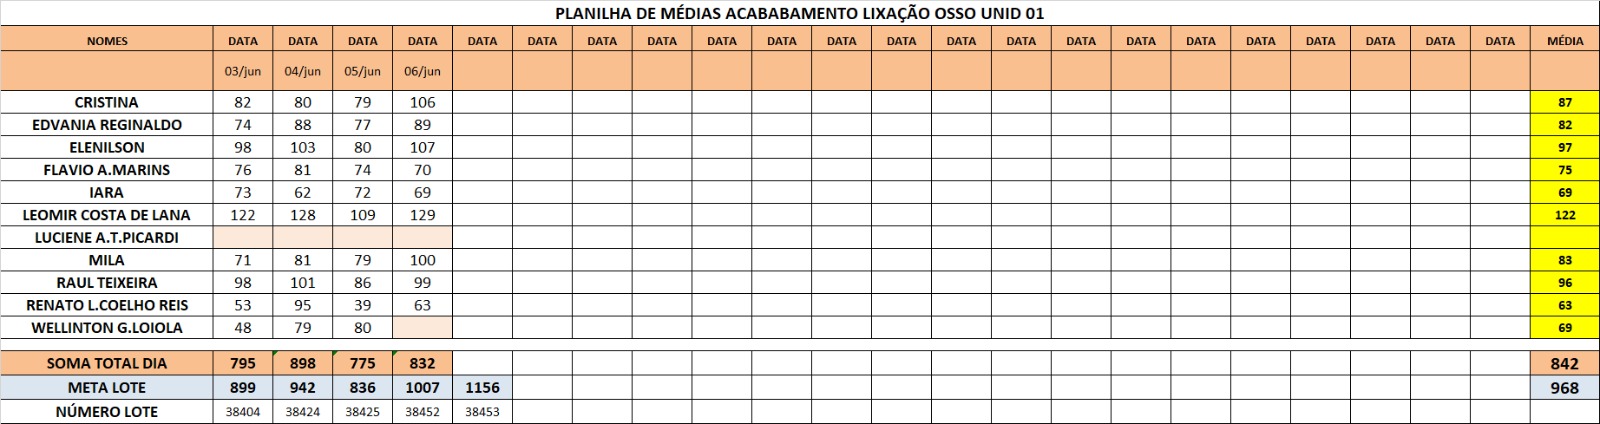 PLANILHA DE MÉDIAS ACABABAMENTO LIXAÇÃO OSSO UNID 01
NOMES DATA DATA DATA DATA DATA DATA DATA DATA DATA DATA DATA DATA DATA DATA DATA DATA DATA DATA DATA DATA DATA DATA MÉDIA
03/jun 04/jun 05/jun 06/jun
CRISTINA 82 80 79 106 87
EDVANIA REGINALDO 74 88 77 89 82
ELENILSON 98 103 80 107 97
FLAVIO A.MARINS 76 81 74 70 75
IARA 73 62 72 69 69
LEOMIR COSTA DE LANA 122 128 109 129 122
LUCIENE A.T.PICARDI
MILA 71 81 79 100 83
RAUL TEIXEIRA 98 101 86 99 96
RENATO L.COELHO REIS 53 95 39 63 63
WELLINTON G.LOIOLA 48 79 80 69
SOMA TOTAL DIA 795 898 775 832 842
META LOTE 899 942 836 1007 1156 968
NÚMERO LOTE 38404 38424 38425 38452 38453